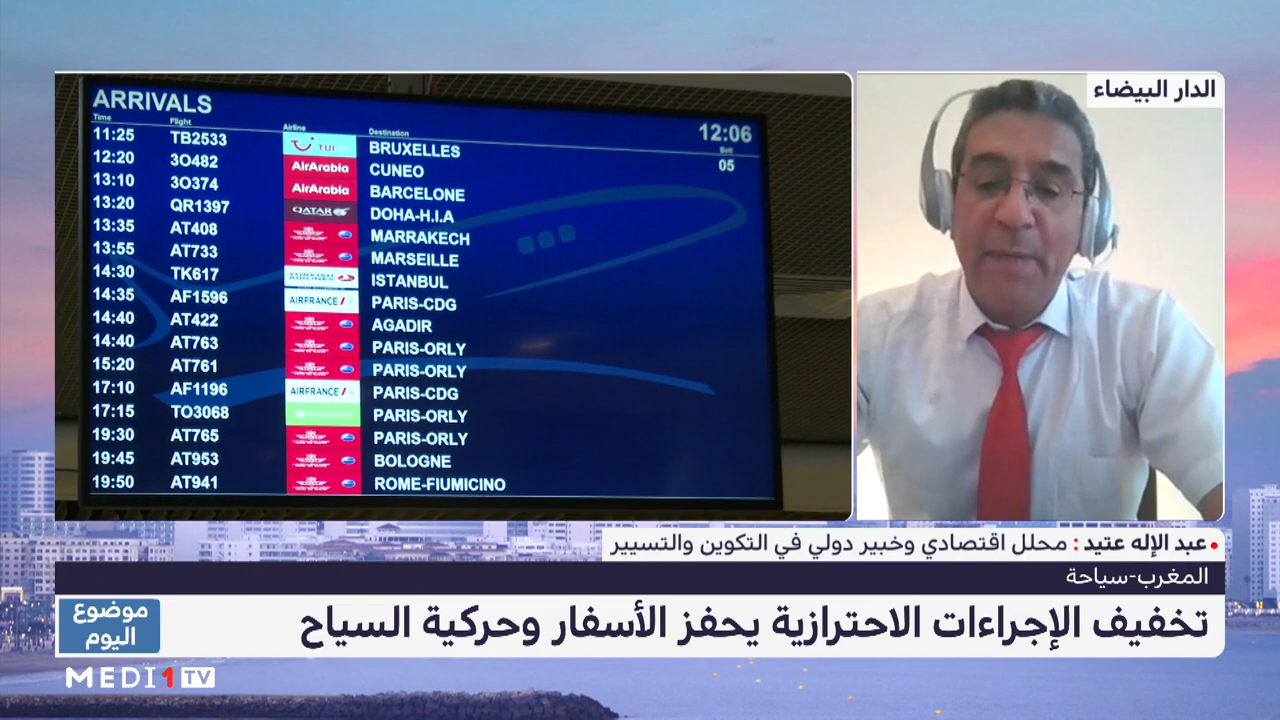 الدار البيضاء
ARRIVALS
12:06
Time Flight Airline Destination Belt
11:25 TB2533 TUI BRUXELLES 05
12:20 3O482 AirArabia CUNEO
13:10 3O374 AirArabia BARCELONE
13:20 QR1397 QATAR DOHA-H.I.A
13:35 AT408 MARRAKECH
13:55 AT733 MARSEILLE
14:30 TK617 TURKISH AIRLINES ISTANBUL
14:35 AF1596 AIRFRANCE PARIS-CDG
14:40 AT422 AGADIR
14:40 AT763 PARIS-ORLY
15:20 AT761 PARIS-ORLY
17:10 AF1196 AIRFRANCE PARIS-CDG
17:15 TO3068 PARIS-ORLY
19:30 AT765 PARIS-ORLY
19:45 AT953 BOLOGNE
19:50 AT941 ROME-FIUMICINO
عبد الإله عتيد : محلل اقتصادي وخبير دولي في التكوين والتسيير
المغرب-سياحة
تخفيف الإجراءات الاحترازية يحفز الأسفار وحركية السياح
موضوع
اليوم
MEDI1TV